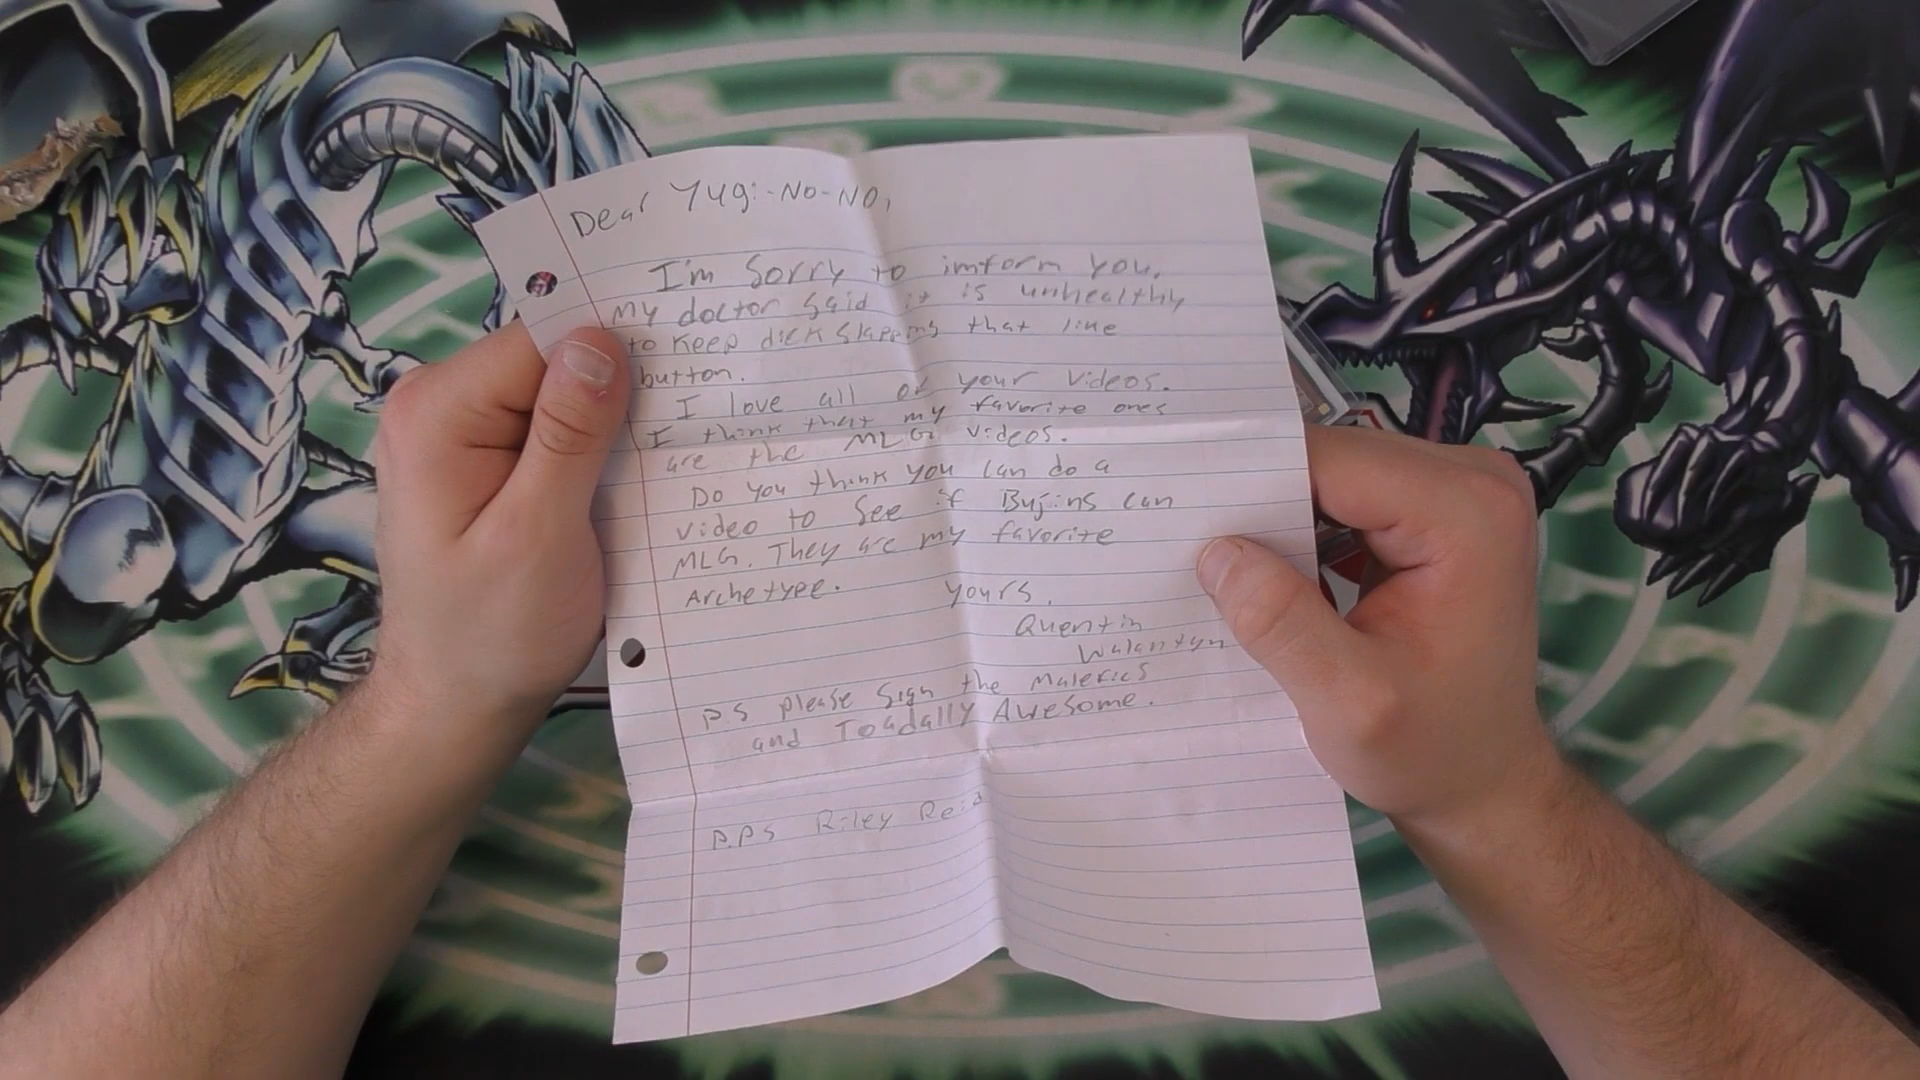 Dear Yugi-No-No,
I'm Sorry to imform you,
My doctor said it is unhealthy
to keep dick slapping that like
button.
I love all of your videos.
I think that my favorite ones
are the MLG videos.
Do you think you can do a
video to see if Bujins can
MLG. They are my favorite
Archetype.
yours,
Quentin
Walantyn
P.S please sign the Malefics
and Toadally Awesome.
P.P.S Riley Reid